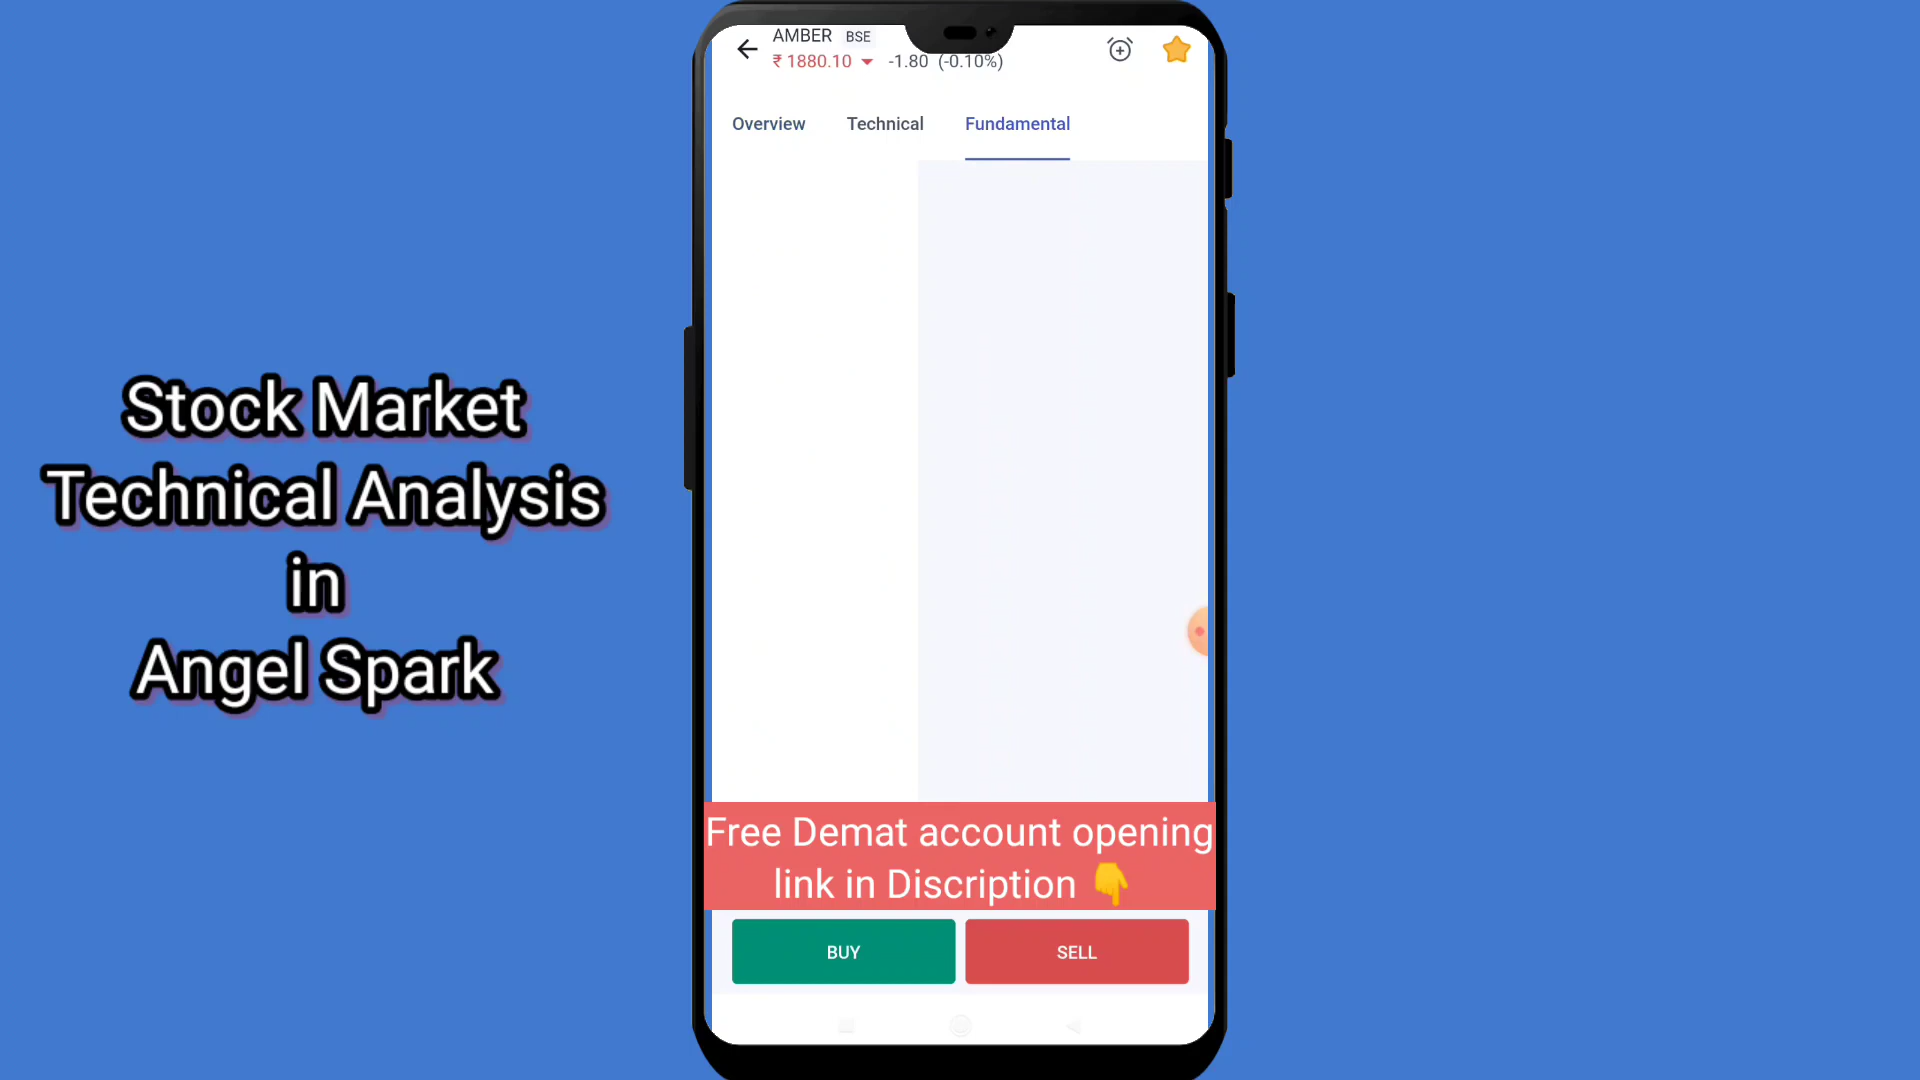 AMBER BSE
₹ 1880.10 -1.80 (-0.10%)
Overview Technical Fundamental
Stock Market
Technical Analysis
in
Angel Spark
Free Demat account opening
link in Discription 👇
BUY SELL